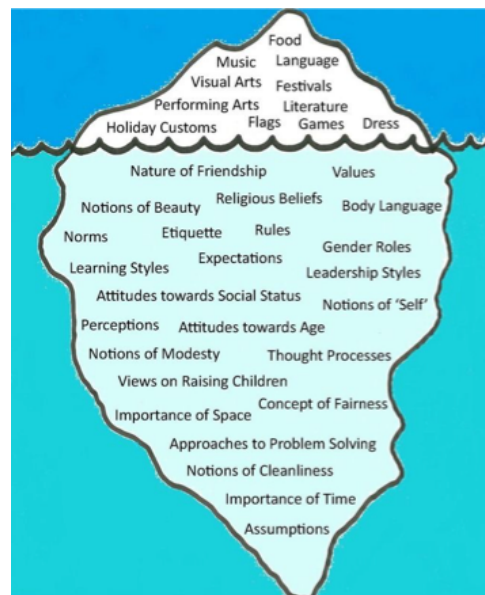 Food
Music Language
Visual Arts Festivals
Performing Arts Literature
Holiday Customs Flags Games Dress
Nature of Friendship Values
Notions of Beauty Religious Beliefs Body Language
Norms Etiquette Rules Gender Roles
Learning Styles Expectations Leadership Styles
Attitudes towards Social Status Notions of ‘Self’
Perceptions Attitudes towards Age
Notions of Modesty Thought Processes
Views on Raising Children
Importance of Space Concept of Fairness
Approaches to Problem Solving
Notions of Cleanliness
Importance of Time
Assumptions